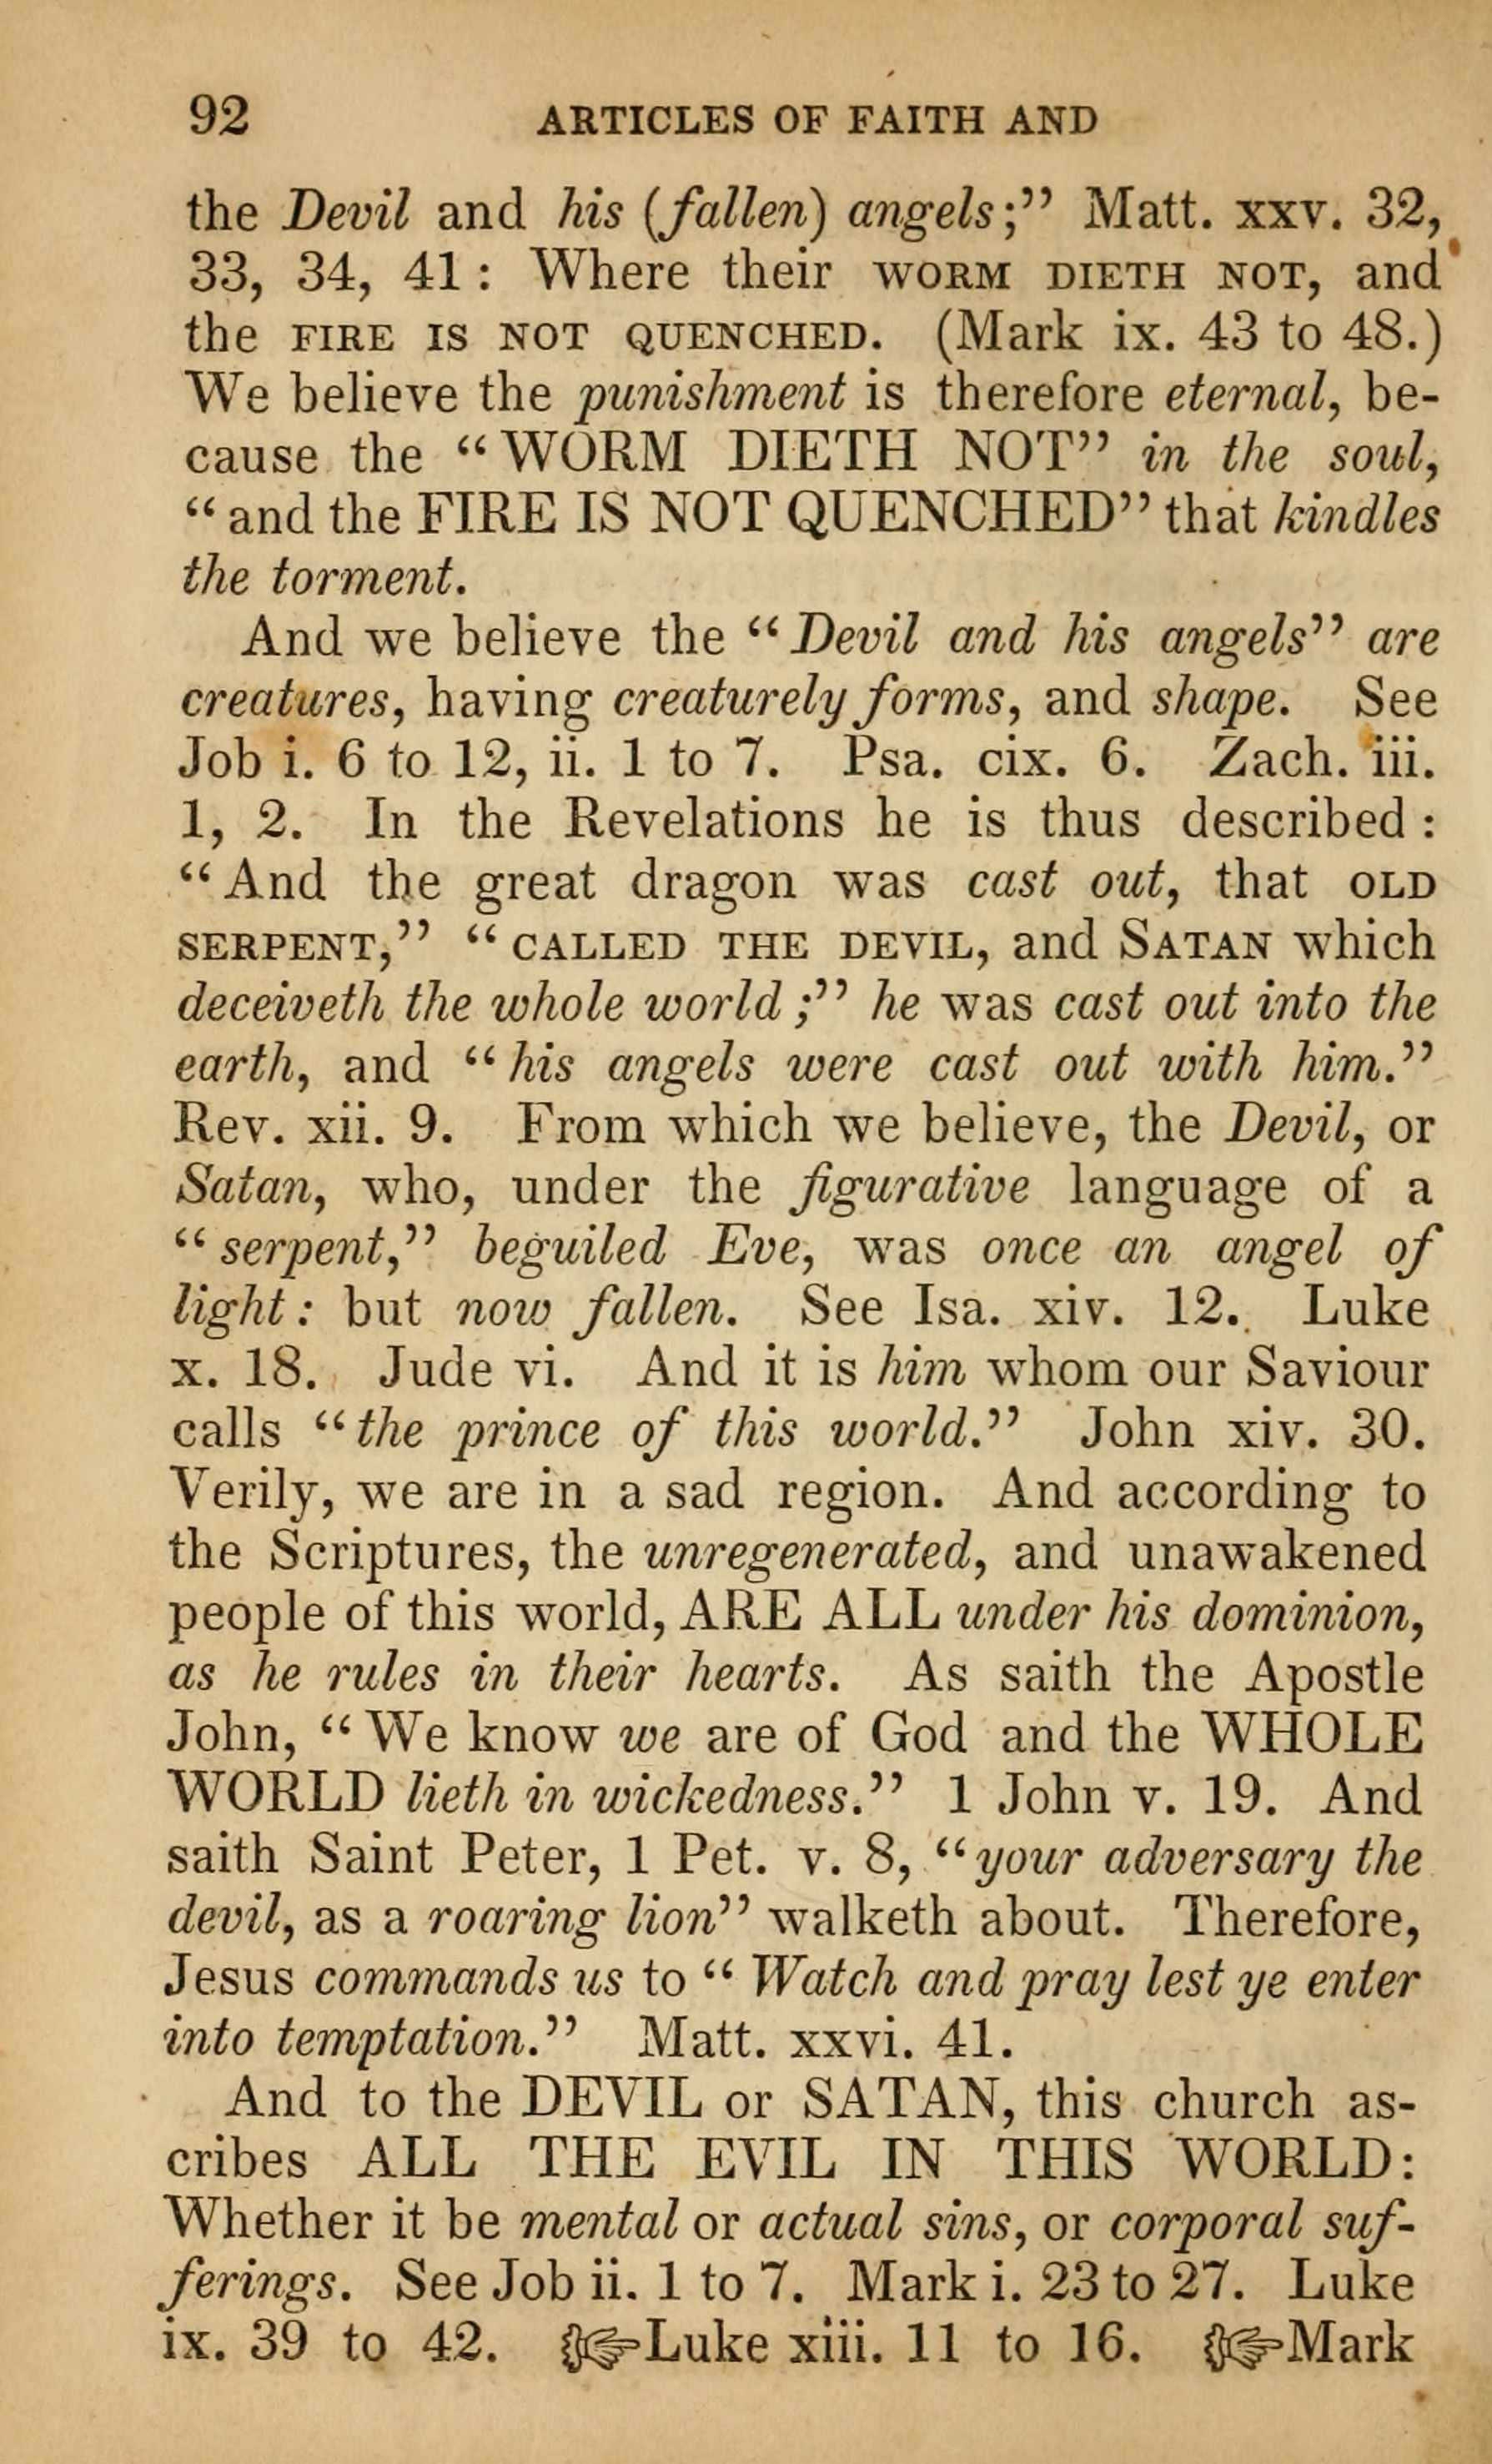 92 ARTICLES OF FAITH AND
the Devil and his (fallen) angels;" Matt. xxv. 32,
33, 34, 41: Where their WORM DIETH NOT, and
the FIRE IS NOT QUENCHED. (Mark ix. 43 to 48.)
We believe the punishment is therefore eternal, be-
cause the "WORM DIETH NOT" in the soul,
"and the FIRE IS NOT QUENCHED" that kindles
the torment.
And we believe the "Devil and his angels" are
creatures, having creaturely forms, and shape. See
Job i. 6 to 12, ii. 1 to 7. Psa. cix. 6. Zach. iii.
1, 2. In the Revelations he is thus described:
"And the great dragon was cast out, that OLD
SERPENT," "CALLED THE DEVIL, and SATAN which
deceiveth the whole world;" he was cast out into the
earth, and "his angels were cast out with him."
Rev. xii. 9. From which we believe, the Devil, or
Satan, who, under the figurative language of a
"serpent," beguiled Eve, was once an angel of
light: but now fallen. See Isa. xiv. 12. Luke
x. 18. Jude vi. And it is him whom our Saviour
calls "the prince of this world." John xiv. 30.
Verily, we are in a sad region. And according to
the Scriptures, the unregenerated, and unawakened
people of this world, ARE ALL under his dominion,
as he rules in their hearts. As saith the Apostle
John, "We know we are of God and the WHOLE
WORLD lieth in wickedness." 1 John v. 19. And
saith Saint Peter, 1 Pet. v. 8, "your adversary the
devil, as a roaring lion" walketh about. Therefore,
Jesus commands us to "Watch and pray lest ye enter
into temptation." Matt. xxvi. 41.
And to the DEVIL or SATAN, this church as-
cribes ALL THE EVIL IN THIS WORLD:
Whether it be mental or actual sins, or corporal suf-
ferings. See Job ii. 1 to 7. Mark i. 23 to 27. Luke
ix. 39 to 42. ☞Luke xiii. 11 to 16. ☞Mark